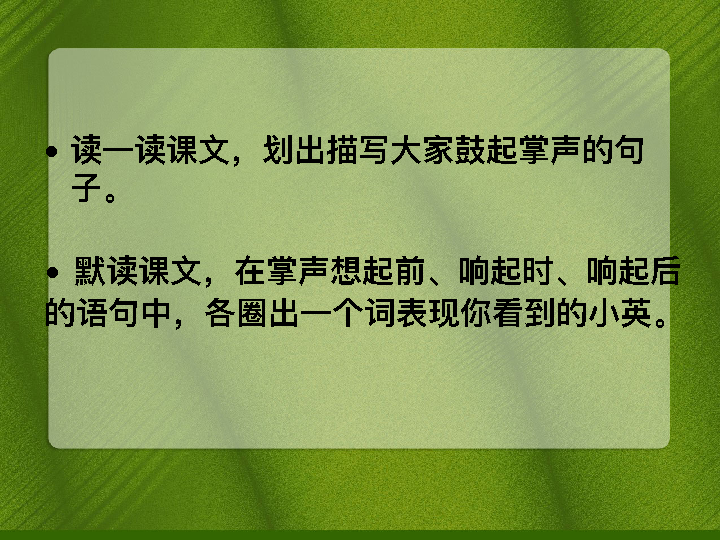 • 读一读课文，划出描写大家鼓起掌声的句
子。
• 默读课文，在掌声想起前、响起时、响起后
的语句中，各圈出一个词表现你看到的小英。